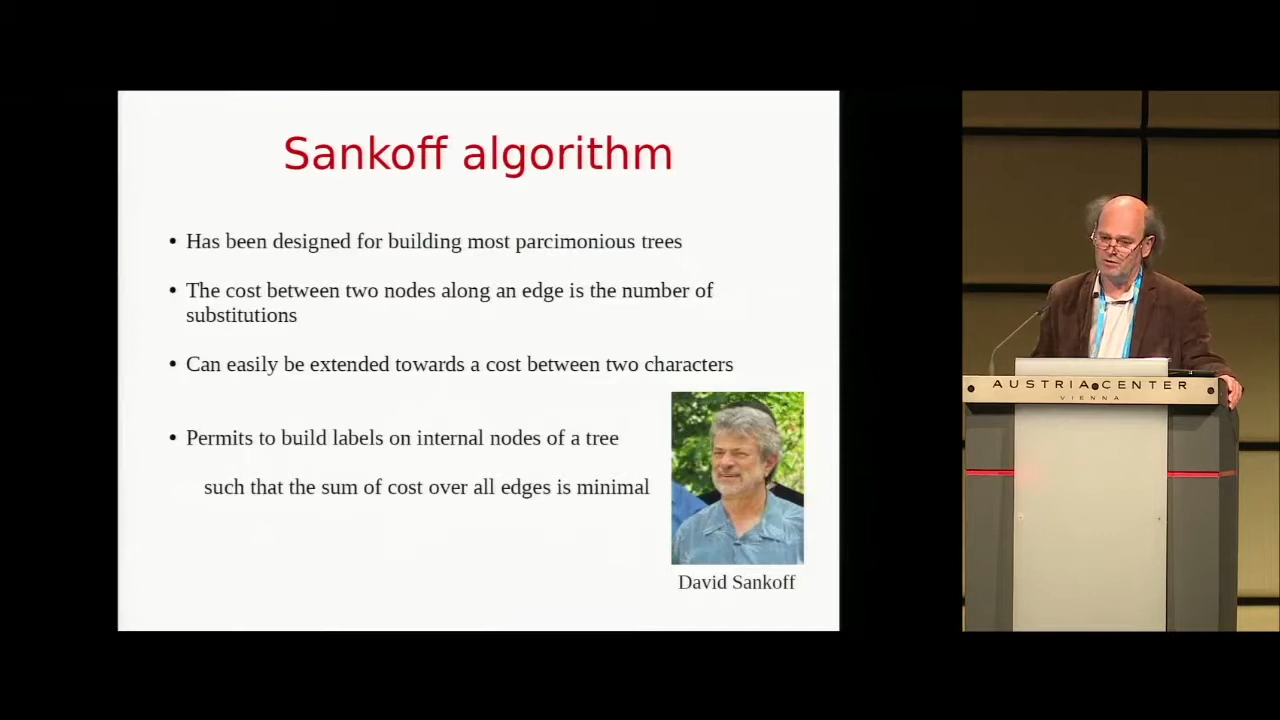 Sankoff algorithm
• Has been designed for building most parcimonious trees
• The cost between two nodes along an edge is the number of
substitutions
• Can easily be extended towards a cost between two characters
• Permits to build labels on internal nodes of a tree
such that the sum of cost over all edges is minimal
David Sankoff
AUSTRIA CENTER
VIENNA